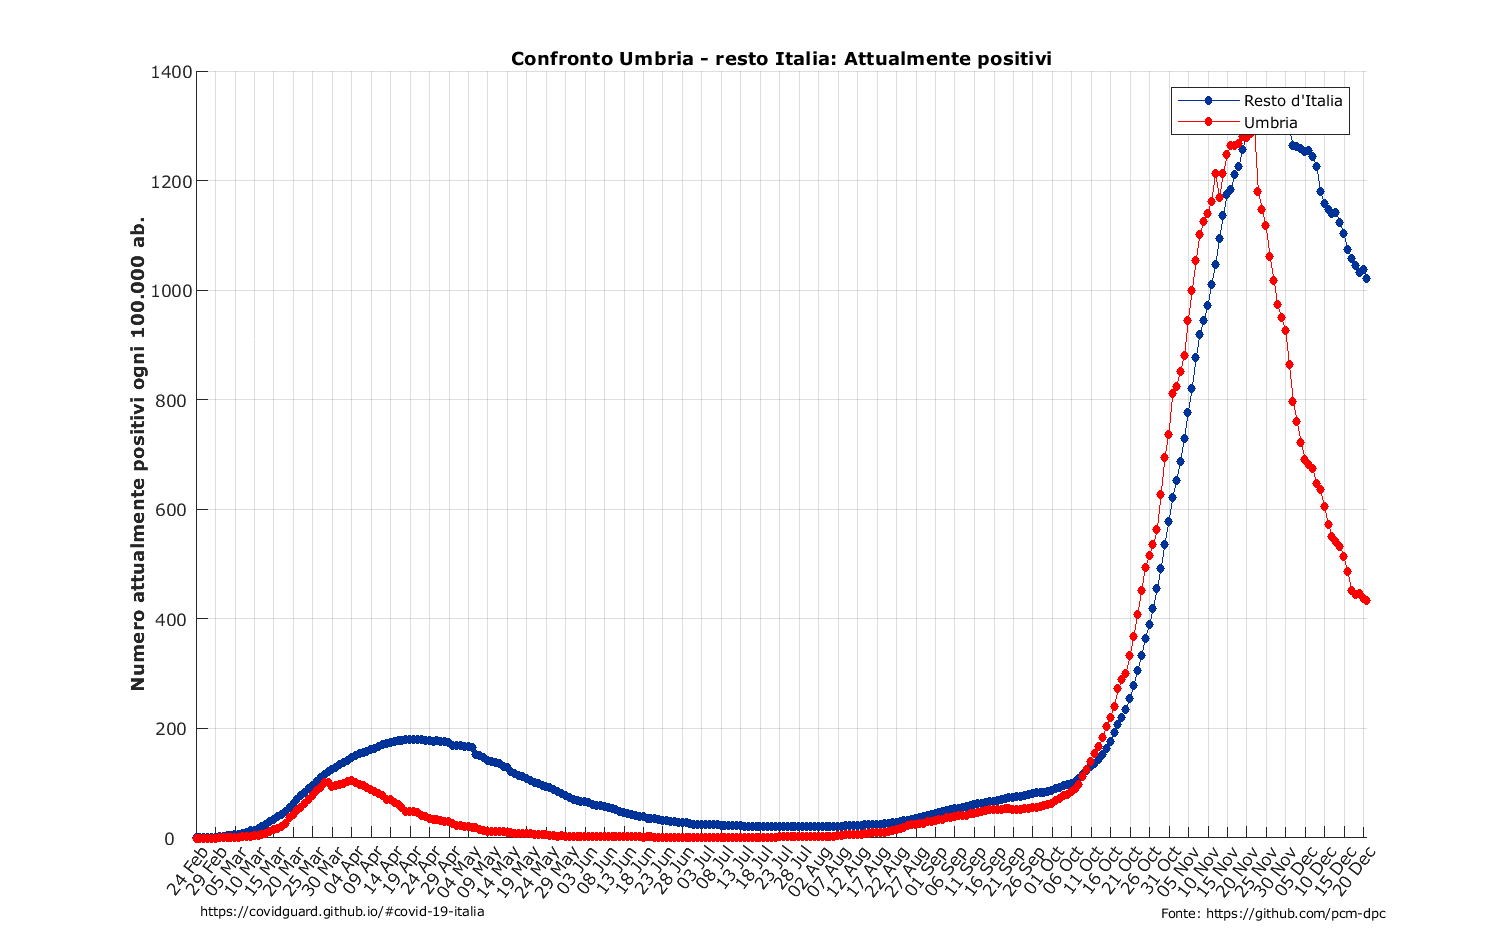 Confronto Umbria - resto Italia: Attualmente positivi
Numero attualmente positivi ogni 100.000 ab.
1400
1200
1000
800
600
400
200
0
Resto d'Italia
Umbria
24 Feb
29 Feb
05 Mar
10 Mar
15 Mar
20 Mar
25 Mar
30 Mar
04 Apr
09 Apr
14 Apr
19 Apr
24 Apr
29 Apr
04 May
09 May
14 May
19 May
24 May
29 May
03 Jun
08 Jun
13 Jun
18 Jun
23 Jun
28 Jun
03 Jul
08 Jul
13 Jul
18 Jul
23 Jul
28 Jul
02 Aug
07 Aug
12 Aug
17 Aug
22 Aug
27 Aug
01 Sep
06 Sep
11 Sep
16 Sep
21 Sep
26 Sep
01 Oct
06 Oct
11 Oct
16 Oct
21 Oct
26 Oct
31 Oct
05 Nov
10 Nov
15 Nov
20 Nov
25 Nov
30 Nov
05 Dec
10 Dec
15 Dec
20 Dec
https://covidguard.github.io/#covid-19-italia
Fonte: https://github.com/pcm-dpc